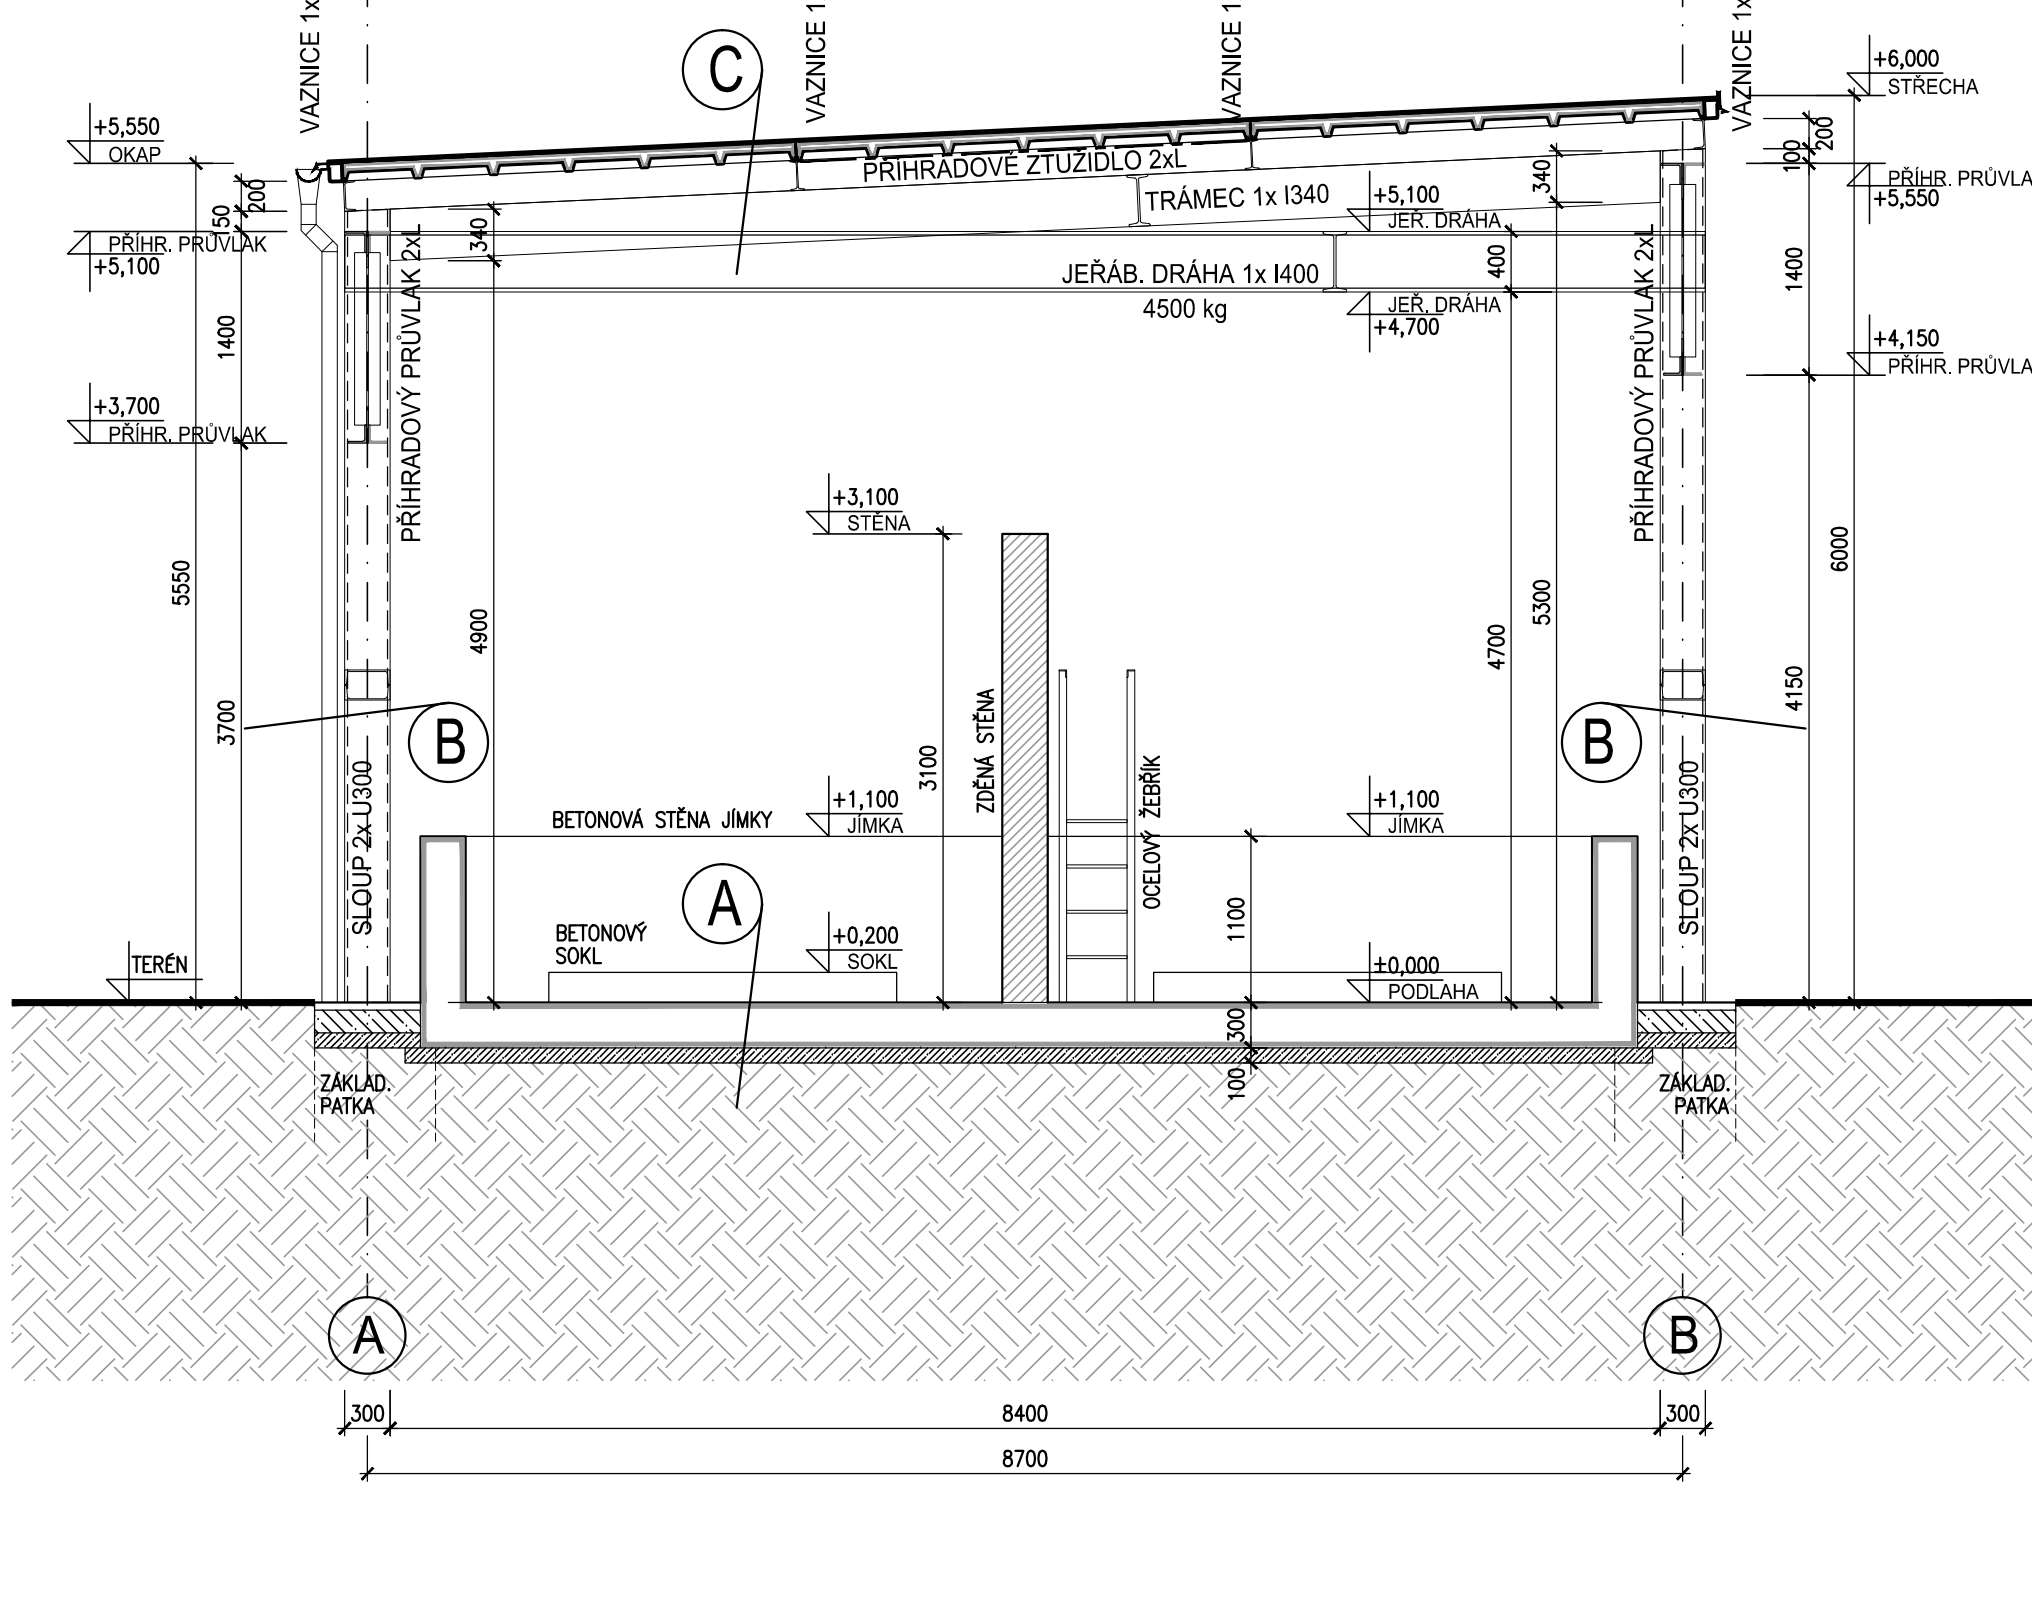 VAZNICE 1x
VAZNICE 1
VAZNICE 1
VAZNICE 1x
C
+6,000
STŘECHA
+5,550
OKAP
200
150
PŘÍHR. PRŮVLAK
+5,100
1400
+3,700
PŘÍHR. PRŮVLAK
5550
3700
340
4900
PŘÍHRADOVÝ PRŮVLAK 2xL
PŘÍHRADOVÉ ZTUŽIDLO 2xL
TRÁMEC 1x I340
+5,100
JEŘ. DRÁHA
JEŘÁB. DRÁHA 1x I400
4500 kg
JEŘ. DRÁHA
+4,700
400
340
4700
5300
PŘÍHRADOVÝ PRŮVLAK 2xL
100
200
PŘÍHR. PRŮVLA
+5,550
1400
+4,150
PŘÍHR. PRŮVLA
6000
4150
+3,100
STĚNA
3100
ZDĚNÁ STĚNA
OCELOVÝ ŽEBŘÍK
B
B
SLOUP 2x U300
SLOUP 2x U300
BETONOVÁ STĚNA JÍMKY
+1,100
JÍMKA
+1,100
JÍMKA
A
1100
BETONOVÝ
SOKL
+0,200
SOKL
±0,000
PODLAHA
TERÉN
300
100
ZÁKLAD.
PATKA
ZÁKLAD.
PATKA
A
B
300
8400
300
8700